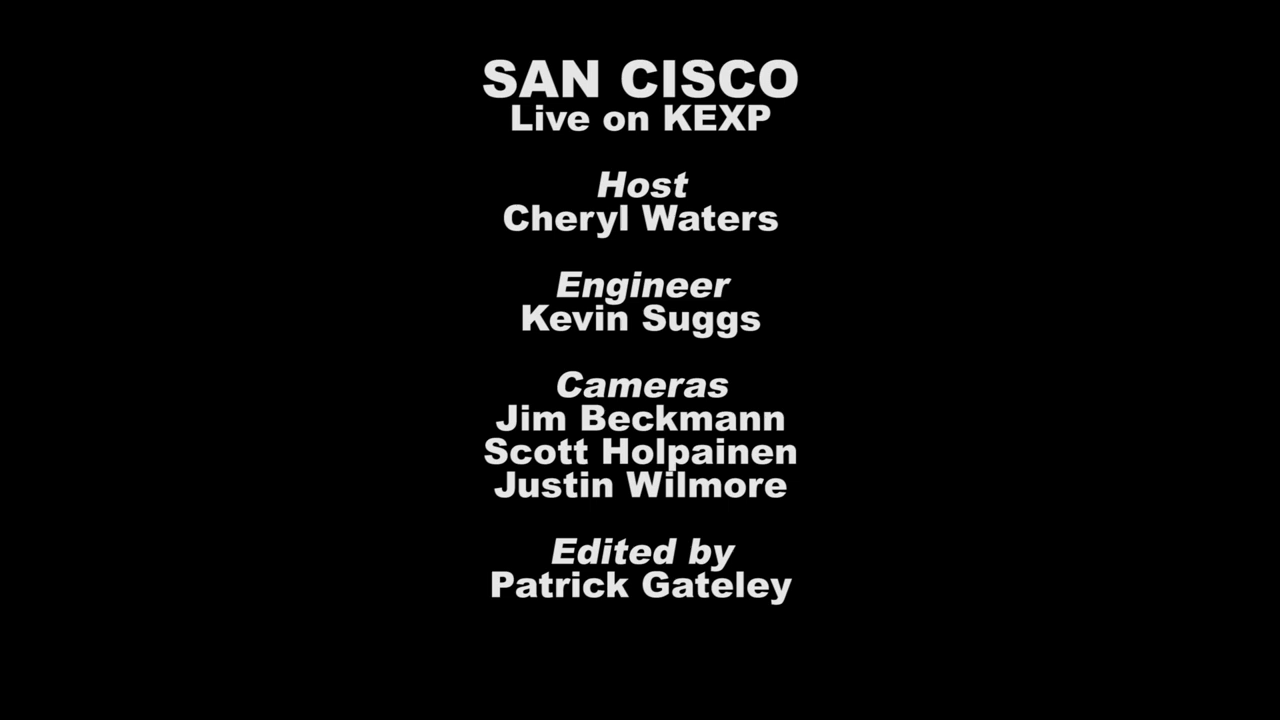 SAN CISCO
Live on KEXP
Host
Cheryl Waters
Engineer
Kevin Suggs
Cameras
Jim Beckmann
Scott Holpainen
Justin Wilmore
Edited by
Patrick Gateley